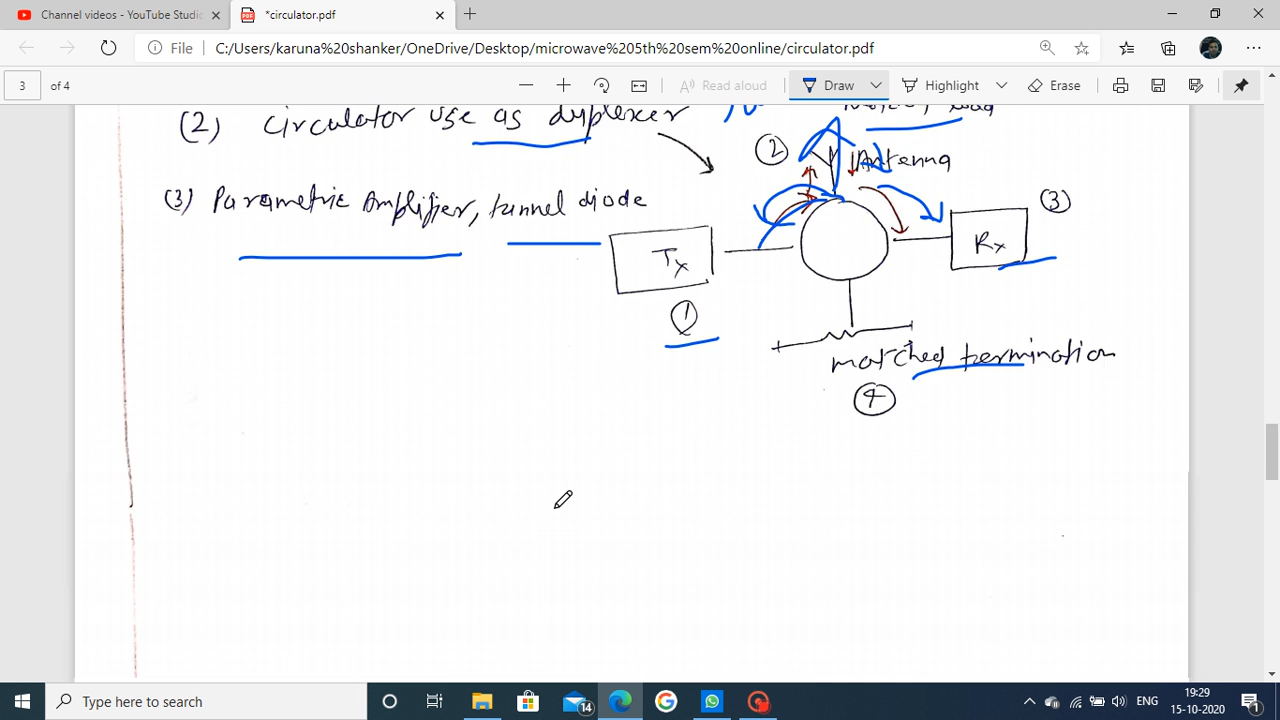 Channel videos - YouTube Studi
*circulator.pdf
File
C:/Users/karuna%20shanker/OneDrive/Desktop/microwave%205th%20sem%20online/circulator.pdf
3 of 4
Read aloud
Draw
Highlight
Erase
(2) Circulator use as duplexer
②
Antenna
(3) Parametric Amplifier, tunnel diode
③
Tx
Rx
①
matched termination
④
Type here to search
14
ENG
19:29
15-10-2020
1